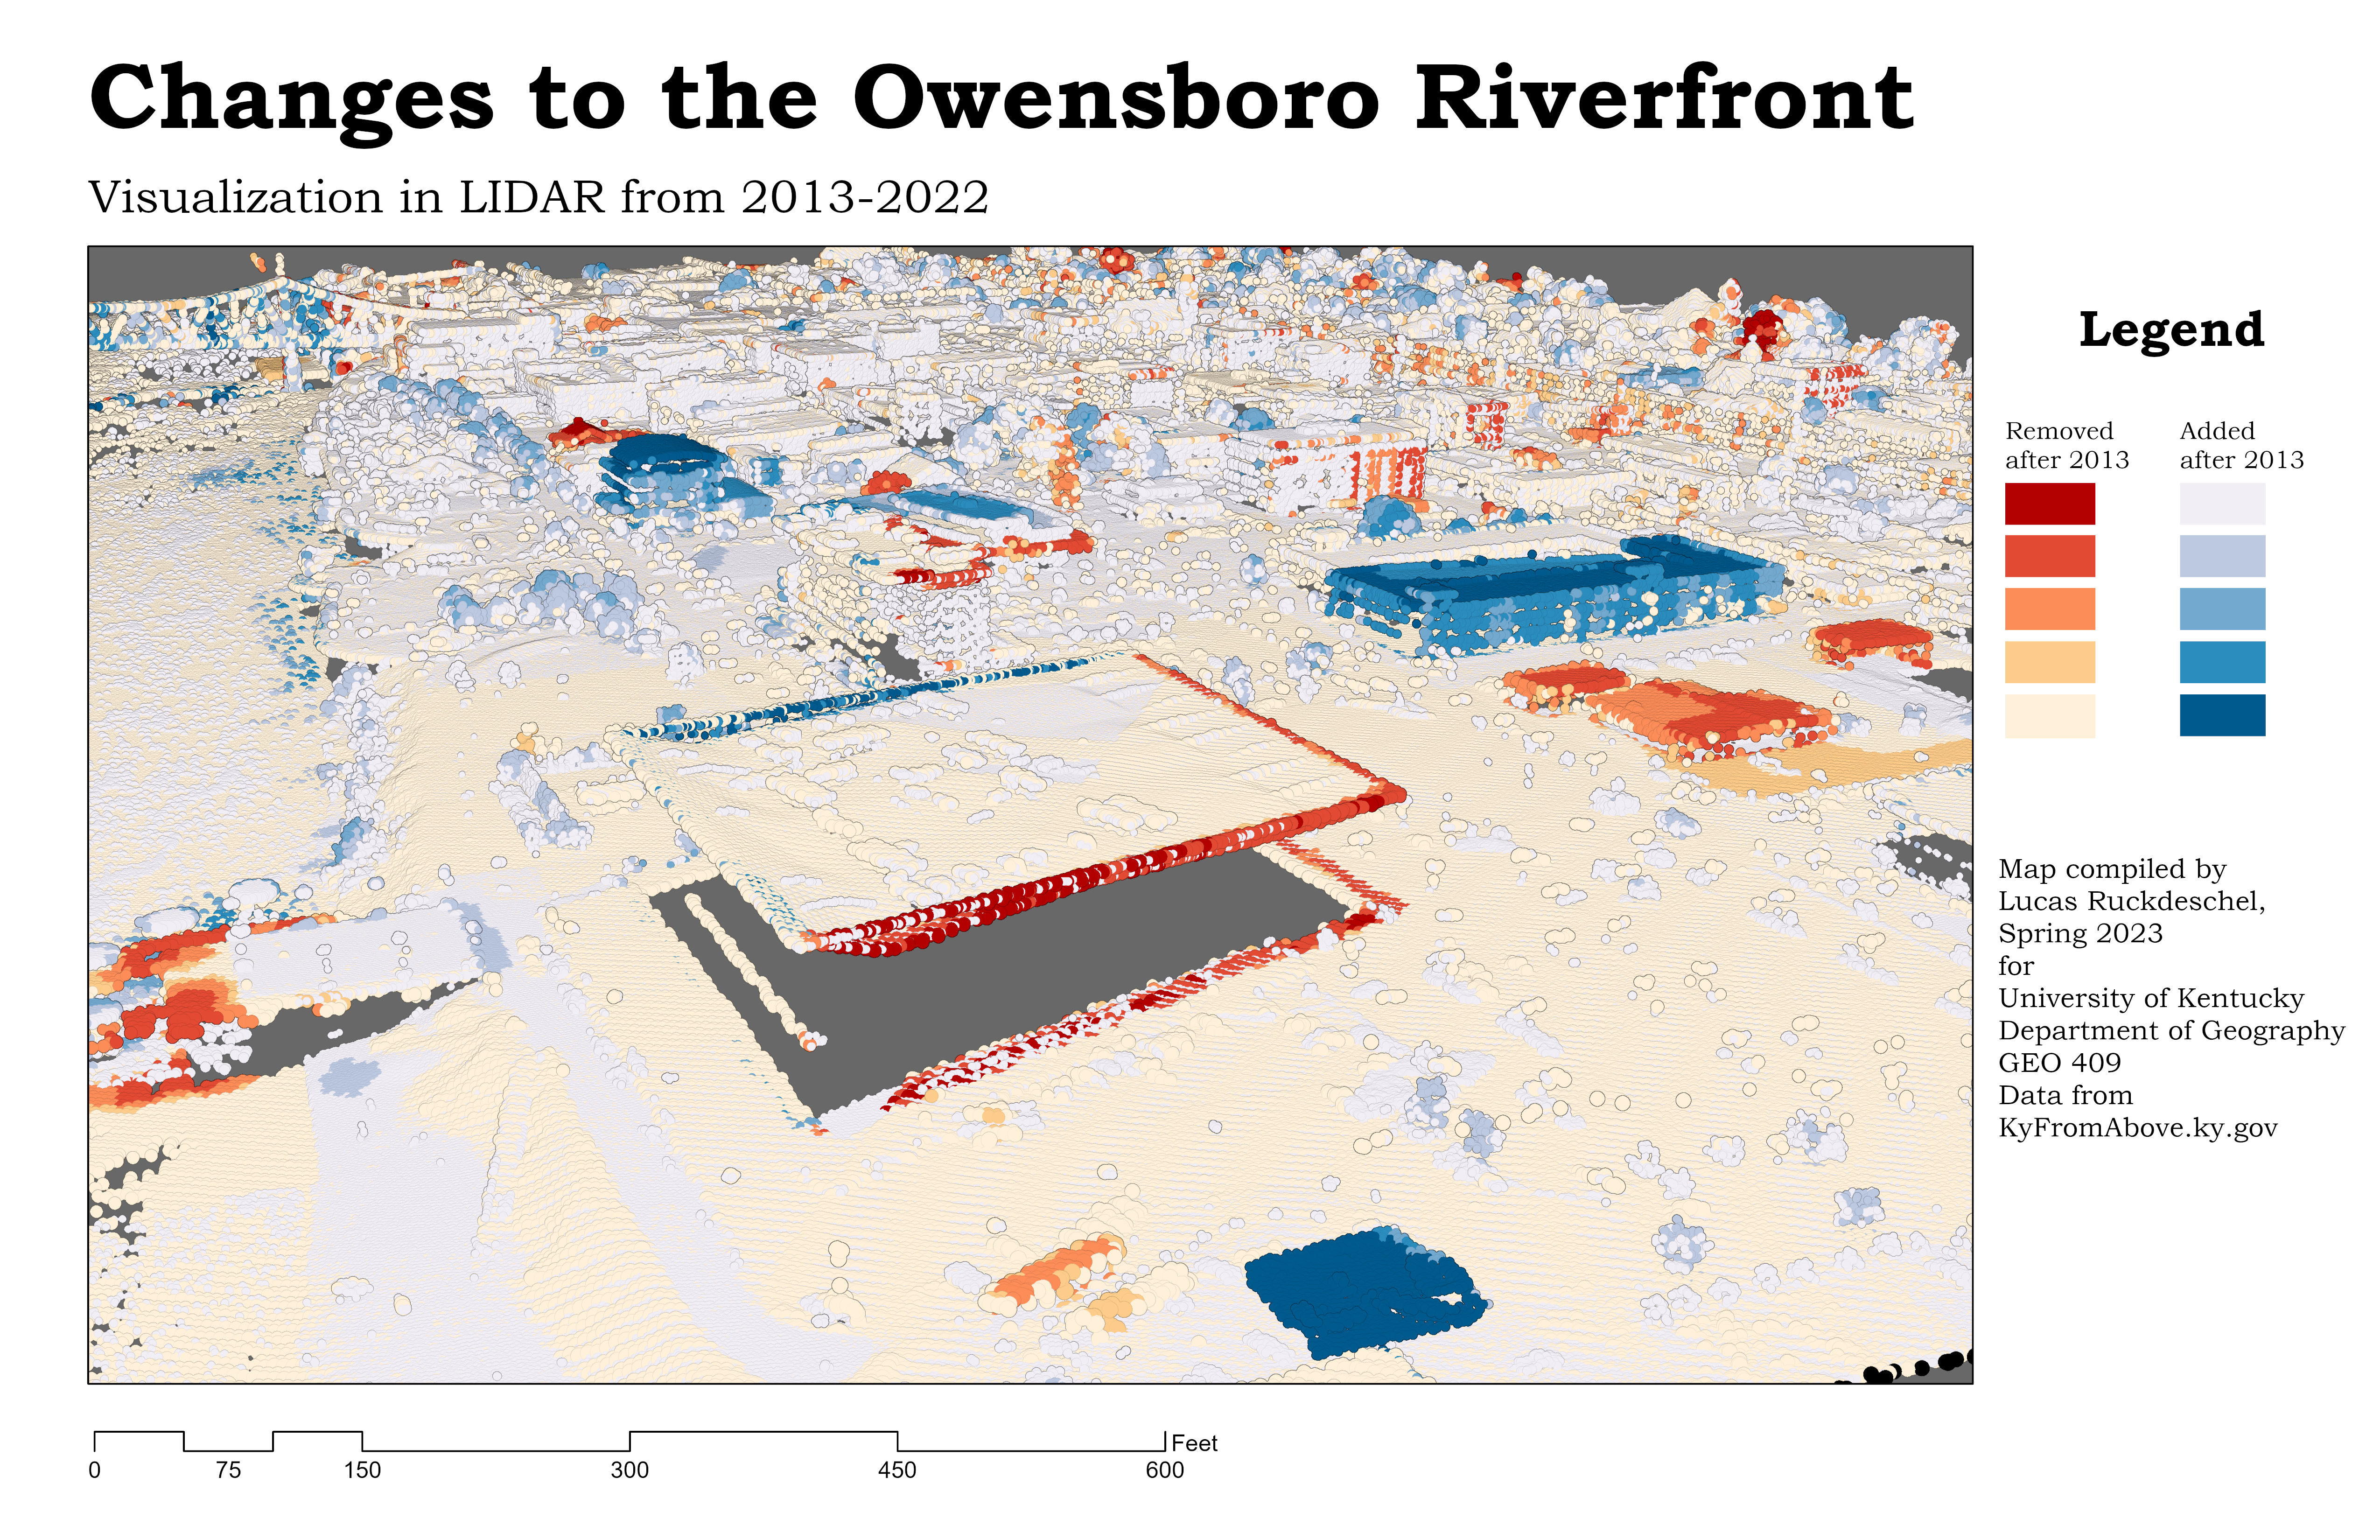 Changes to the Owensboro Riverfront
Visualization in LIDAR from 2013-2022
Legend
Removed
after 2013
Added
after 2013
Map compiled by
Lucas Ruckdeschel,
Spring 2023
for
University of Kentucky
Department of Geography
GEO 409
Data from
KyFromAbove.ky.gov
Feet
0 75 150 300 450 600